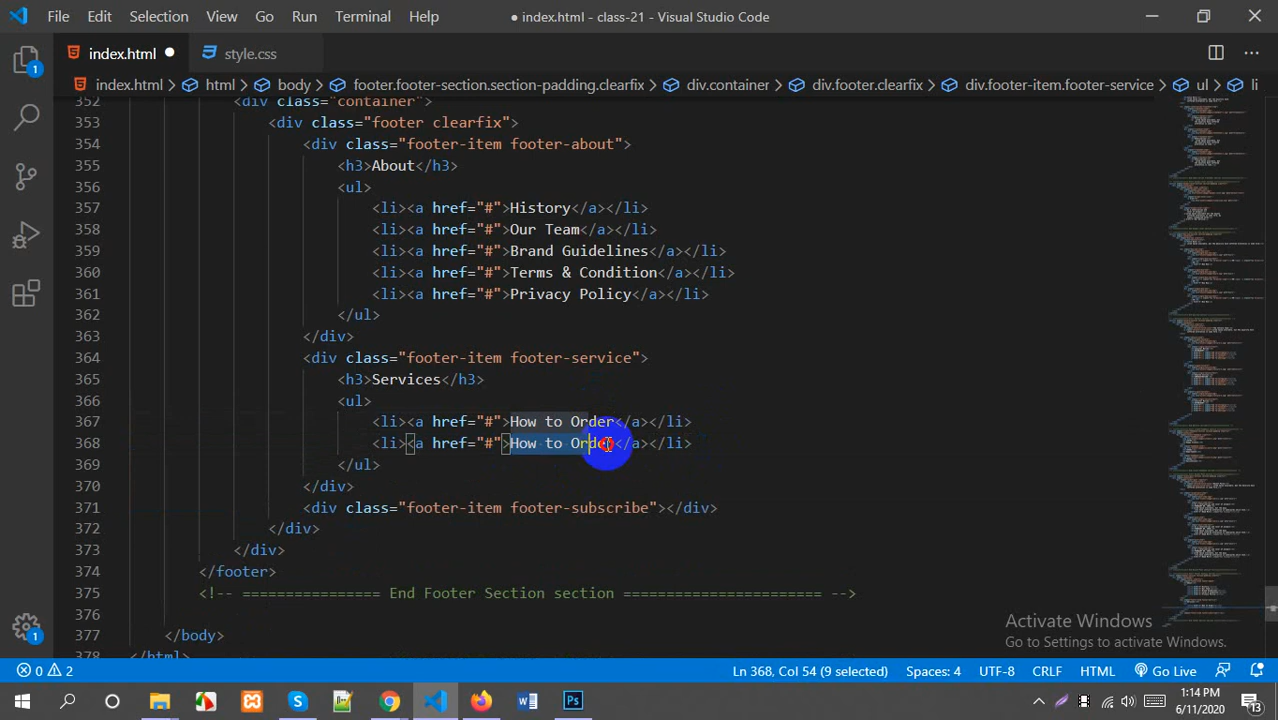 File Edit Selection View Go Run Terminal Help ● index.html - class-21 - Visual Studio Code
index.html ● style.css
index.html > html > body > footer.footer-section.section-padding.clearfix > div.container > div.footer.clearfix > div.footer-item.footer-service > ul > li
352 <div class="container">
353 <div class="footer clearfix">
354 <div class="footer-item footer-about">
355 <h3>About</h3>
356 <ul>
357 <li><a href="#">History</a></li>
358 <li><a href="#">Our Team</a></li>
359 <li><a href="#">Brand Guidelines</a></li>
360 <li><a href="#">Terms & Condition</a></li>
361 <li><a href="#">Privacy Policy</a></li>
362 </ul>
363 </div>
364 <div class="footer-item footer-service">
365 <h3>Services</h3>
366 <ul>
367 <li><a href="#">How to Order</a></li>
368 <li><a href="#">How to Order</a></li>
369 </ul>
370 </div>
371 <div class="footer-item footer-subscribe"></div>
372 </div>
373 </div>
374 </footer>
375 <!-- ================ End Footer Section section ======================= -->
376
377 </body>
378 </html>
Activate Windows
Go to Settings to activate Windows.
1
1
0 2 Ln 368, Col 54 (9 selected) Spaces: 4 UTF-8 CRLF HTML Go Live
1:14 PM
6/11/2020
13